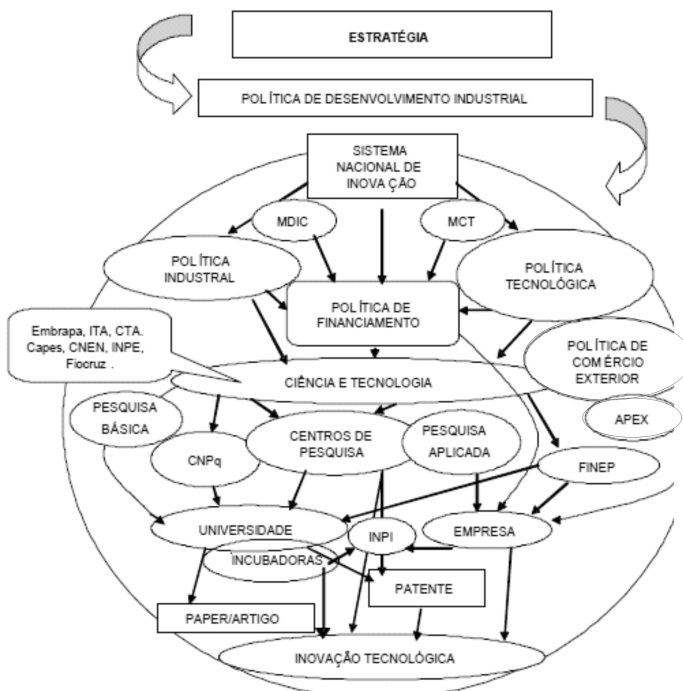 ESTRATÉGIA
POLÍTICA DE DESENVOLVIMENTO INDUSTRIAL
SISTEMA
NACIONAL DE
INOVAÇÃO
MDIC
MCT
POLÍTICA
INDUSTRAL
POLÍTICA
TECNOLÓGICA
POLÍTICA DE
FINANCIAMENTO
Embrapa, ITA, CTA.
Capes, CNEN, INPE,
Fiocruz .
POLÍTICA DE
COMÉRCIO
EXTERIOR
CIÊNCIA E TECNOLOGIA
PESQUISA
BÁSICA
APEX
CENTROS DE
PESQUISA
PESQUISA
APLICADA
CNPq
FINEP
UNIVERSIDADE
INPI
EMPRESA
INCUBADORAS
PATENTE
PAPER/ARTIGO
INOVAÇÃO TECNOLÓGICA